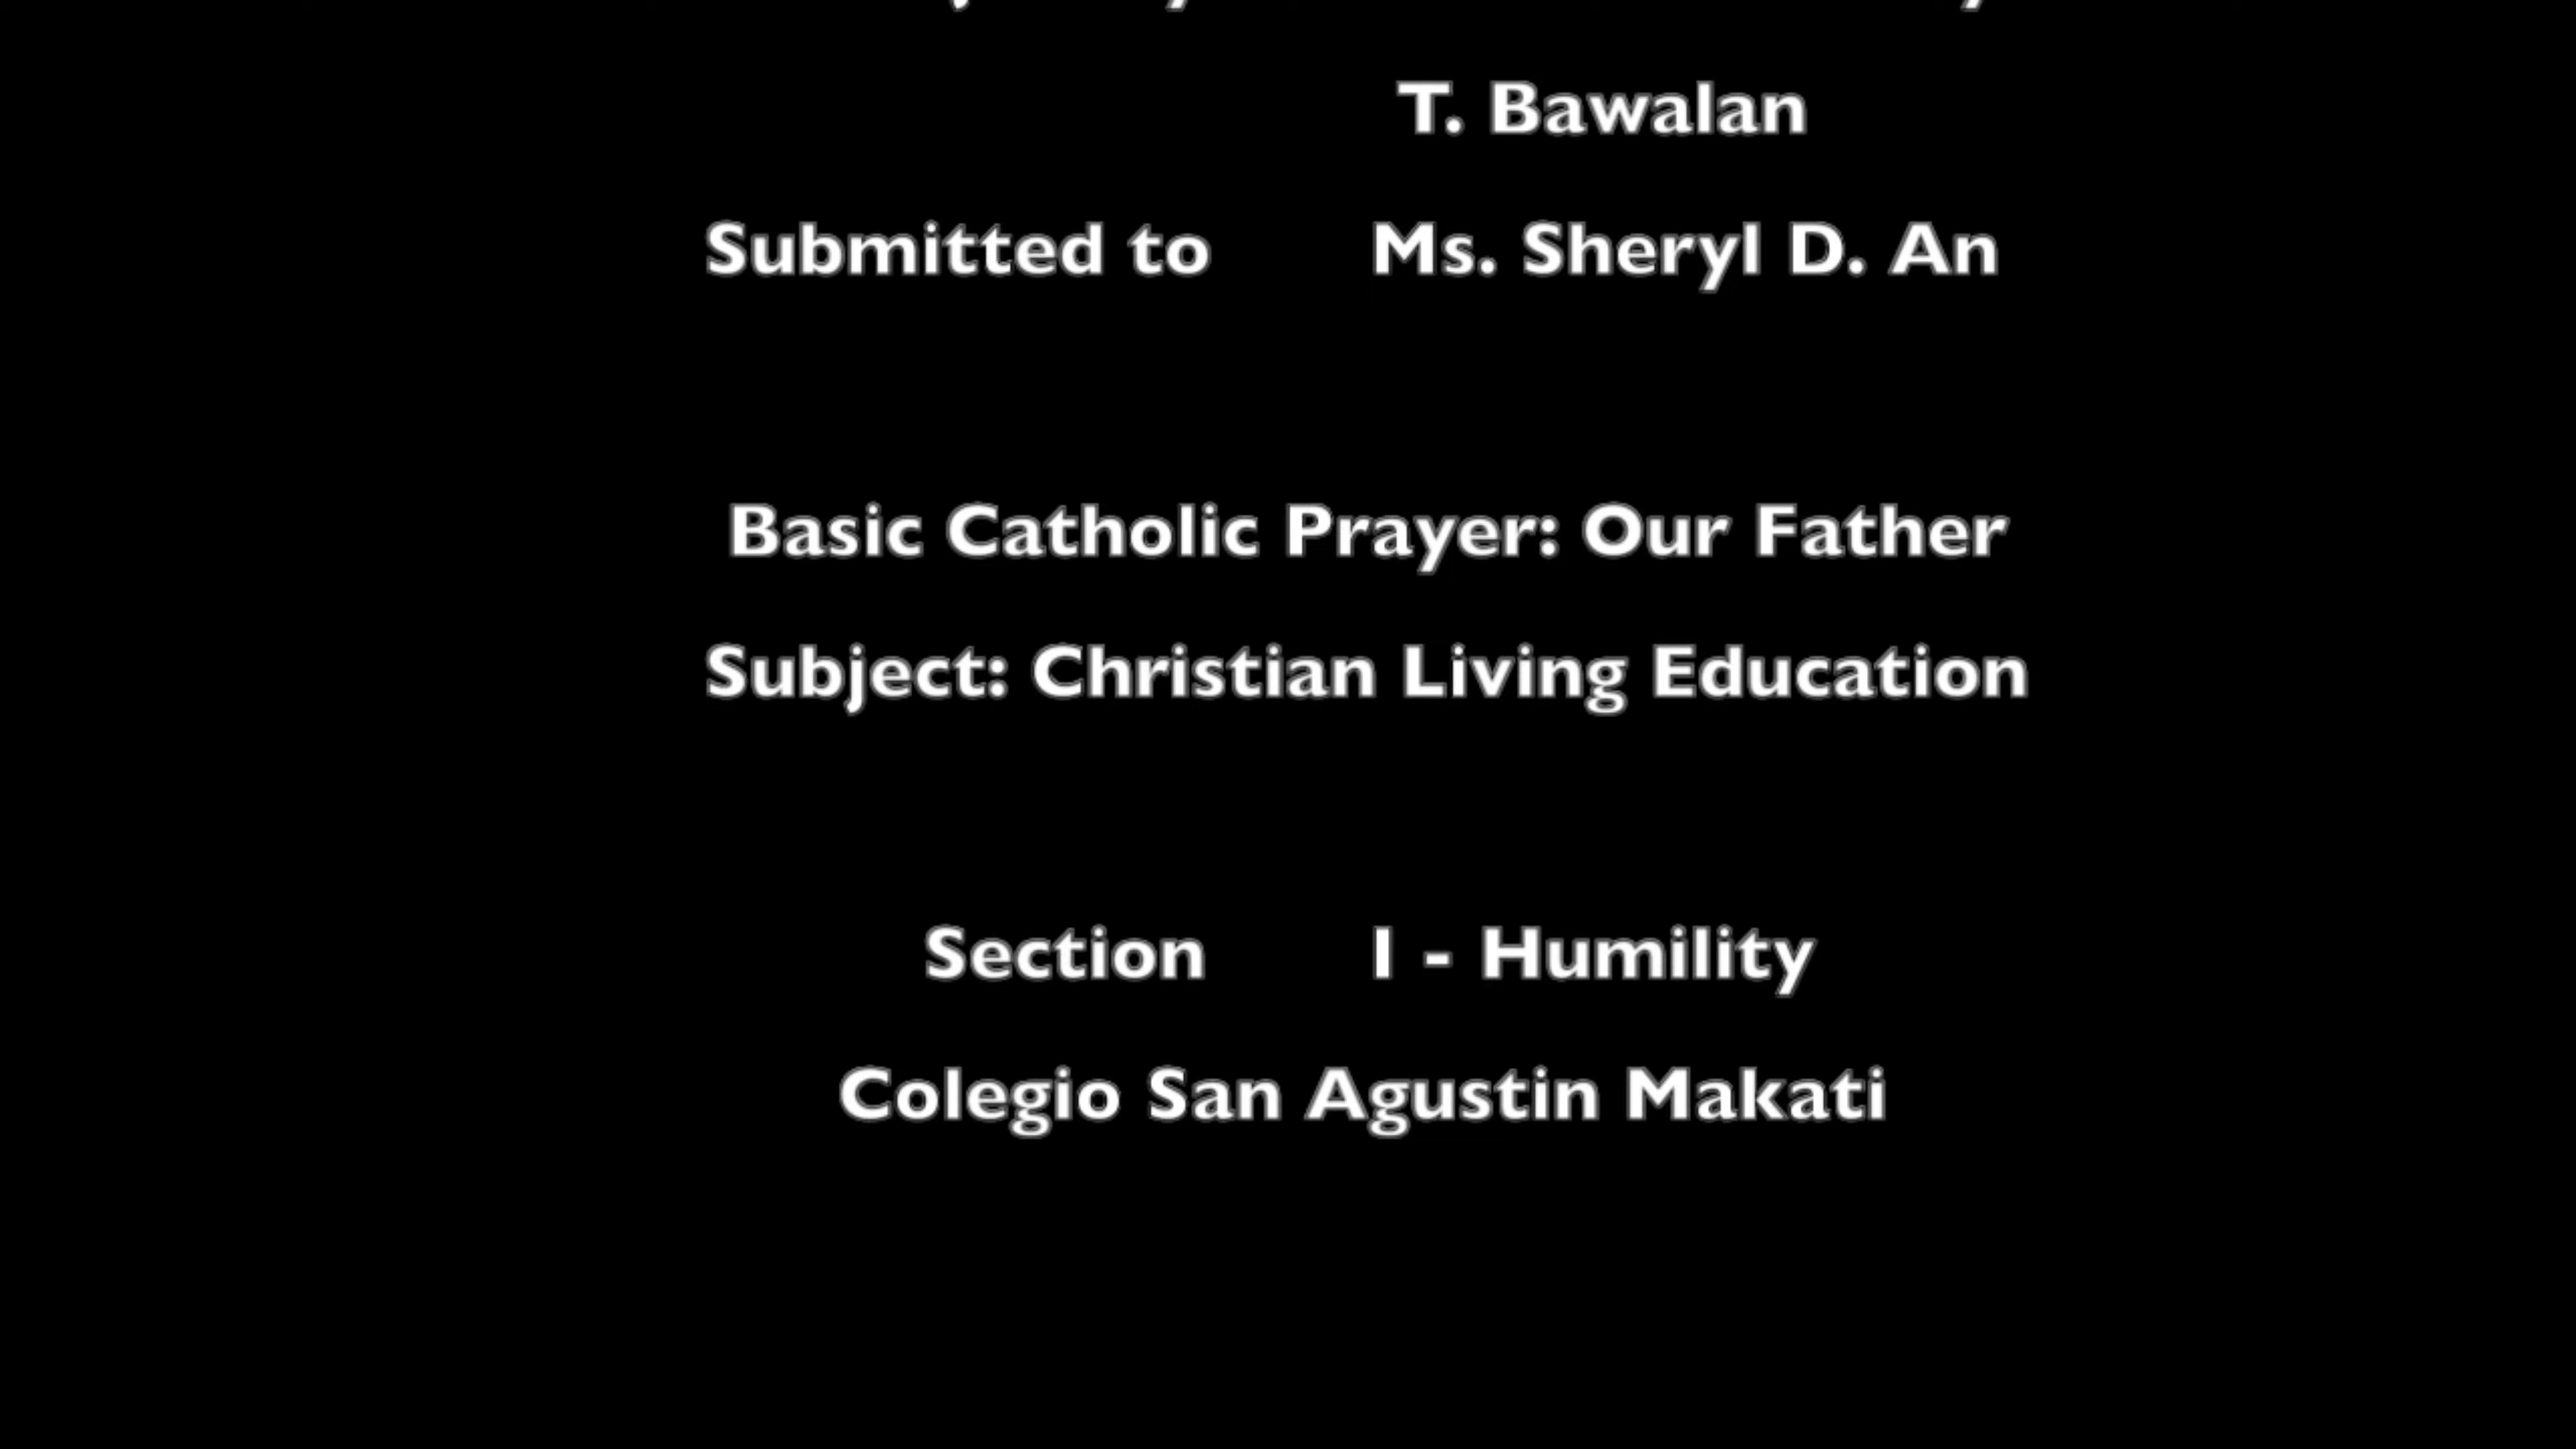 T. Bawalan
Submitted to Ms. Sheryl D. An
Basic Catholic Prayer: Our Father
Subject: Christian Living Education
Section 1 - Humility
Colegio San Agustin Makati